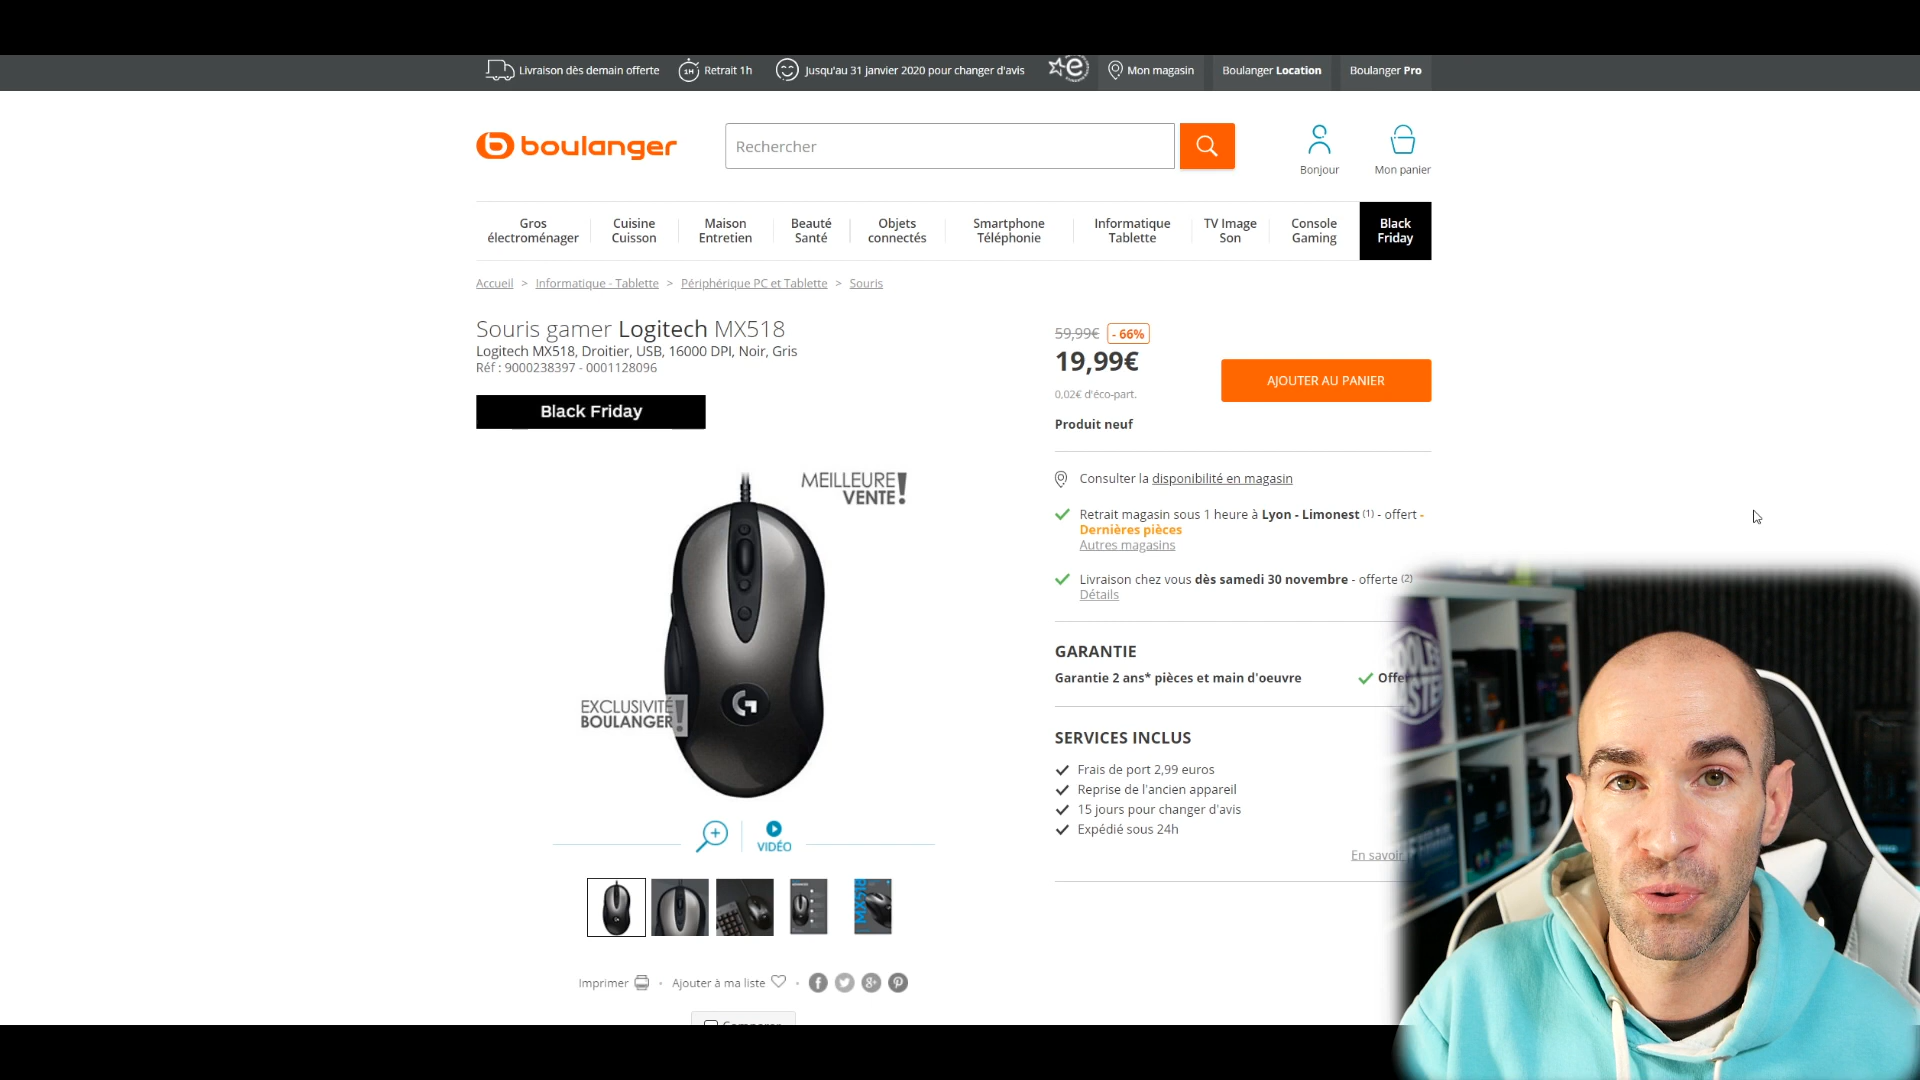 Livraison dès demain offerte
1H Retrait 1h
Jusqu'au 31 janvier 2020 pour changer d'avis
Mon magasin
Boulanger Location
Boulanger Pro
boulanger
Rechercher
Bonjour
Mon panier
Gros électroménager
Cuisine Cuisson
Maison Entretien
Beauté Santé
Objets connectés
Smartphone Téléphonie
Informatique Tablette
TV Image Son
Console Gaming
Black Friday
Accueil > Informatique - Tablette > Périphérique PC et Tablette > Souris
Souris gamer Logitech MX518
Logitech MX518, Droitier, USB, 16000 DPI, Noir, Gris
Réf : 9000238397 - 0001128096
Black Friday
59,99€ - 66%
19,99€
0,02€ d'éco-part.
AJOUTER AU PANIER
Produit neuf
MEILLEURE
VENTE!
EXCLUSIVITÉ
BOULANGER!
Consulter la disponibilité en magasin
Retrait magasin sous 1 heure à Lyon - Limonest (1) - offert -
Dernières pièces
Autres magasins
Livraison chez vous dès samedi 30 novembre - offerte (2)
Détails
GARANTIE
Garantie 2 ans* pièces et main d'oeuvre
Offe
SERVICES INCLUS
Frais de port 2,99 euros
Reprise de l'ancien appareil
15 jours pour changer d'avis
Expédié sous 24h
En savoir
VIDÉO
MX518
Imprimer
Ajouter à ma liste
Comparer